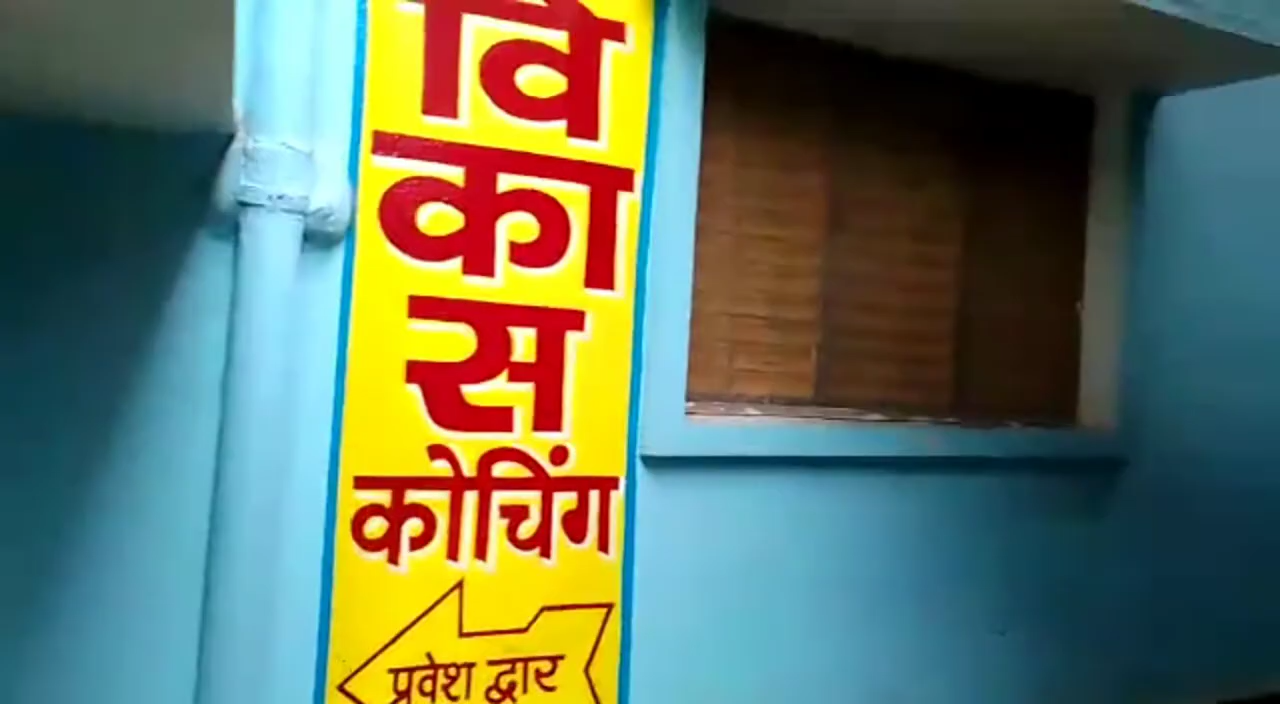 वि
का
स
कोचिंग
प्रवेश द्वार